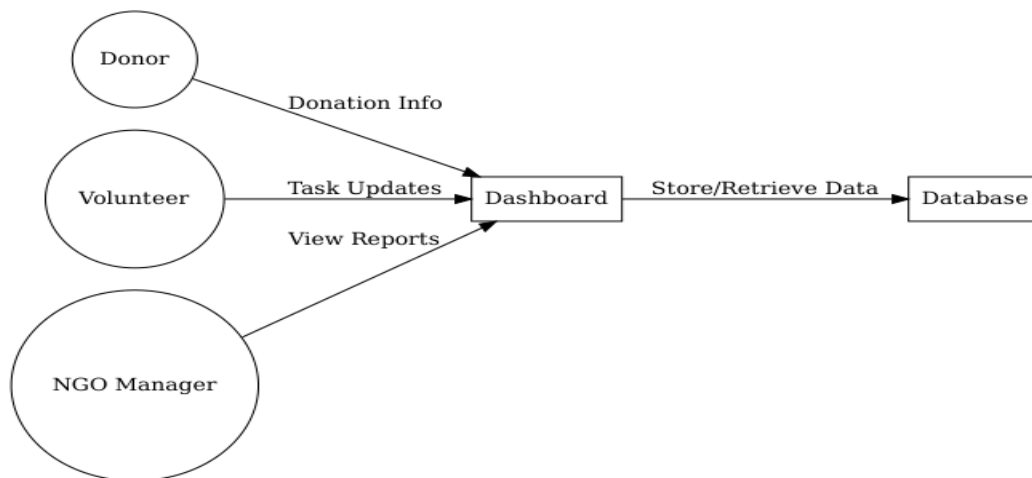 Donor
Donation Info
Volunteer
Task Updates
Dashboard
Store/Retrieve Data
Database
View Reports
NGO Manager